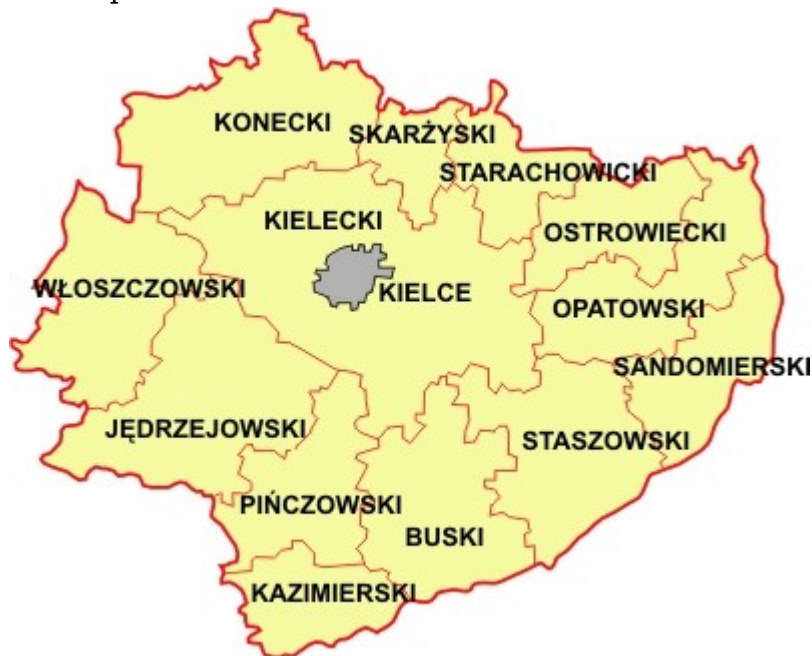 KONECKI
SKARŻYSKI
STARACHOWICKI
KIELECKI
OSTROWIECKI
WŁOSZCZOWSKI
KIELCE
OPATOWSKI
SANDOMIERSKI
JĘDRZEJOWSKI
STASZOWSKI
PIŃCZOWSKI
BUSKI
KAZIMIERSKI